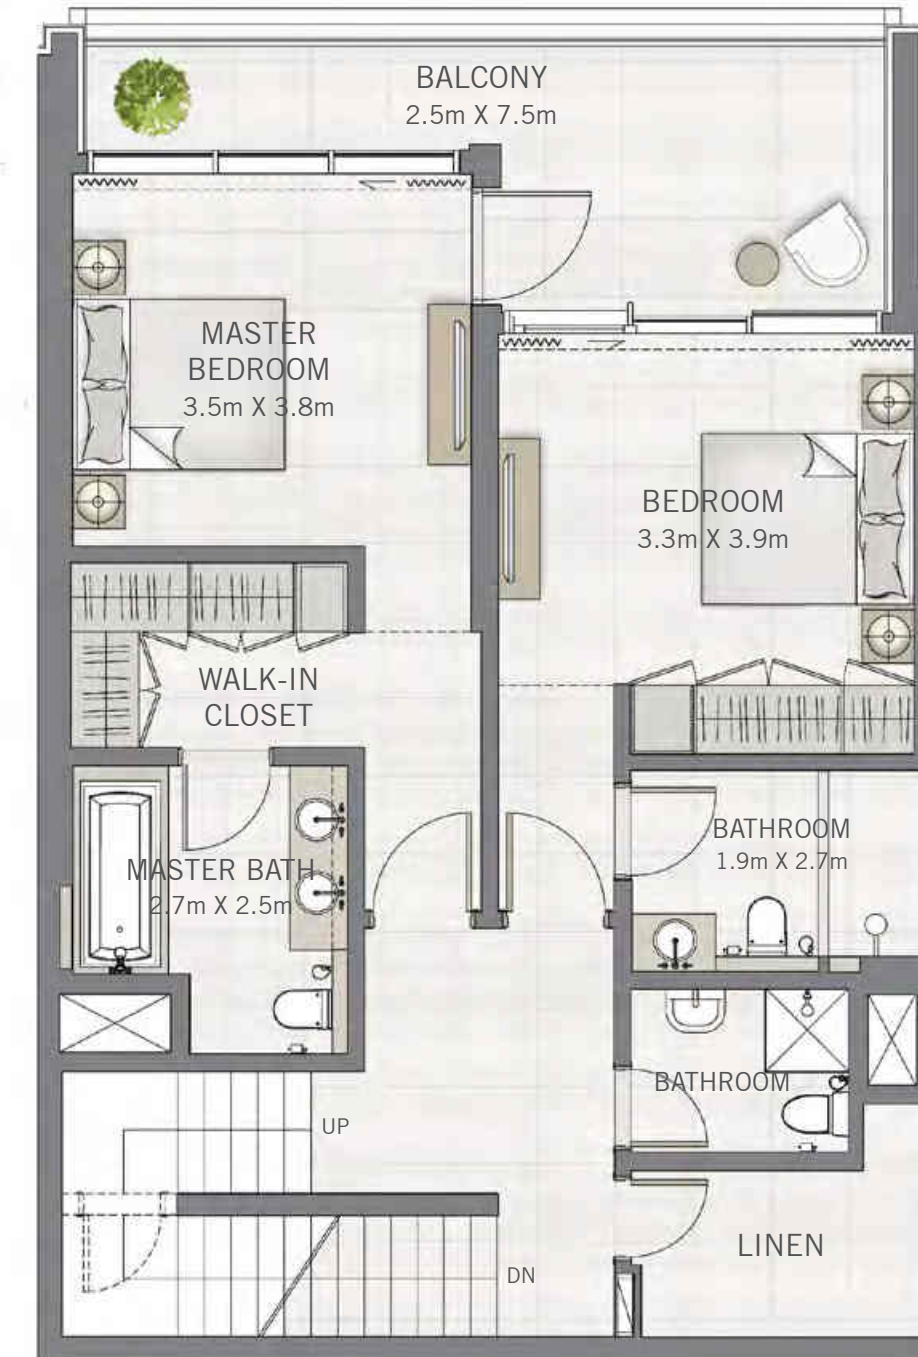 BALCONY
2.5m X 7.5m
MASTER
BEDROOM
3.5m X 3.8m
BEDROOM
3.3m X 3.9m
WALK-IN
CLOSET
MASTER BATH
2.7m X 2.5m
BATHROOM
1.9m X 2.7m
BATHROOM
UP
LINEN
DN